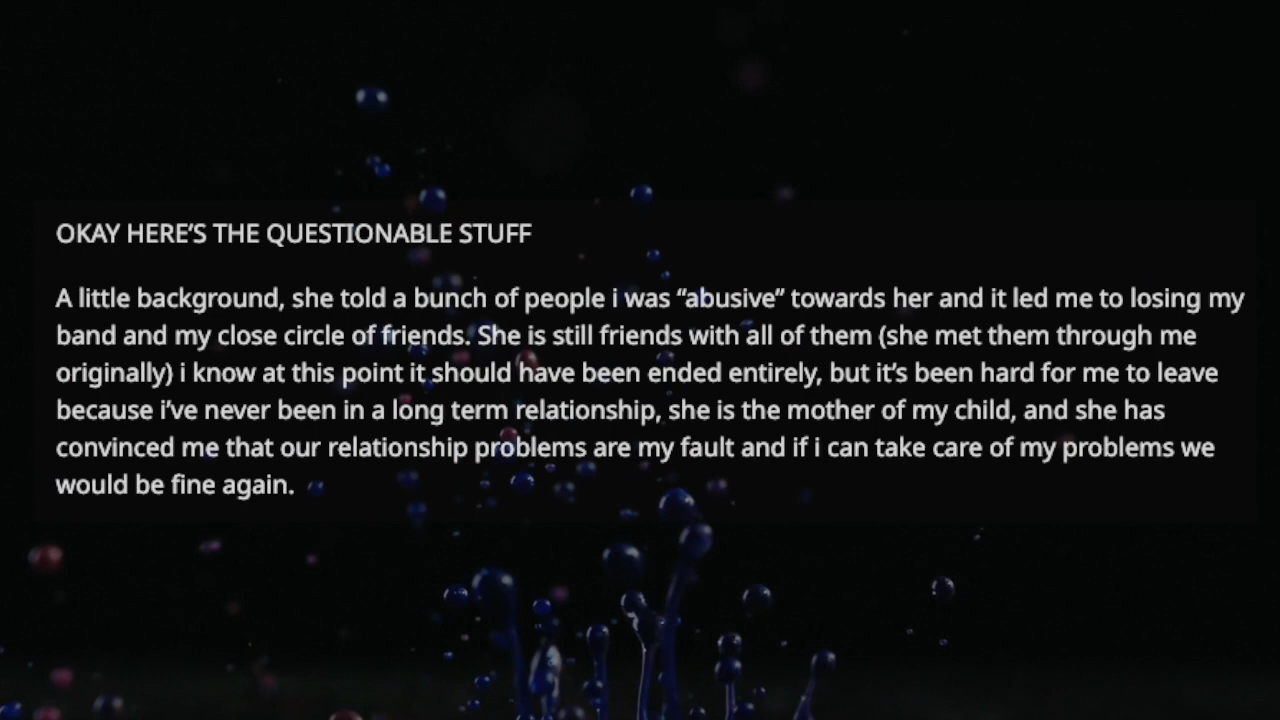 OKAY HERE’S THE QUESTIONABLE STUFF
A little background, she told a bunch of people i was “abusive” towards her and it led me to losing my
band and my close circle of friends. She is still friends with all of them (she met them through me
originally) i know at this point it should have been ended entirely, but it’s been hard for me to leave
because i’ve never been in a long term relationship, she is the mother of my child, and she has
convinced me that our relationship problems are my fault and if i can take care of my problems we
would be fine again.